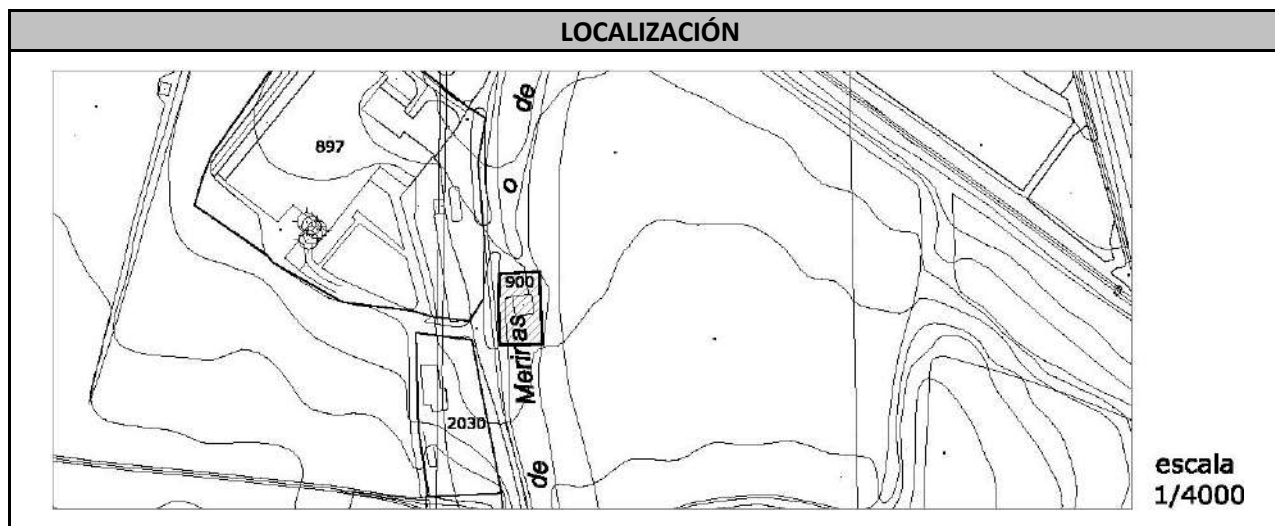 LOCALIZACIÓN
de
897
o
900
Merinas
2030
de
escala
1/4000